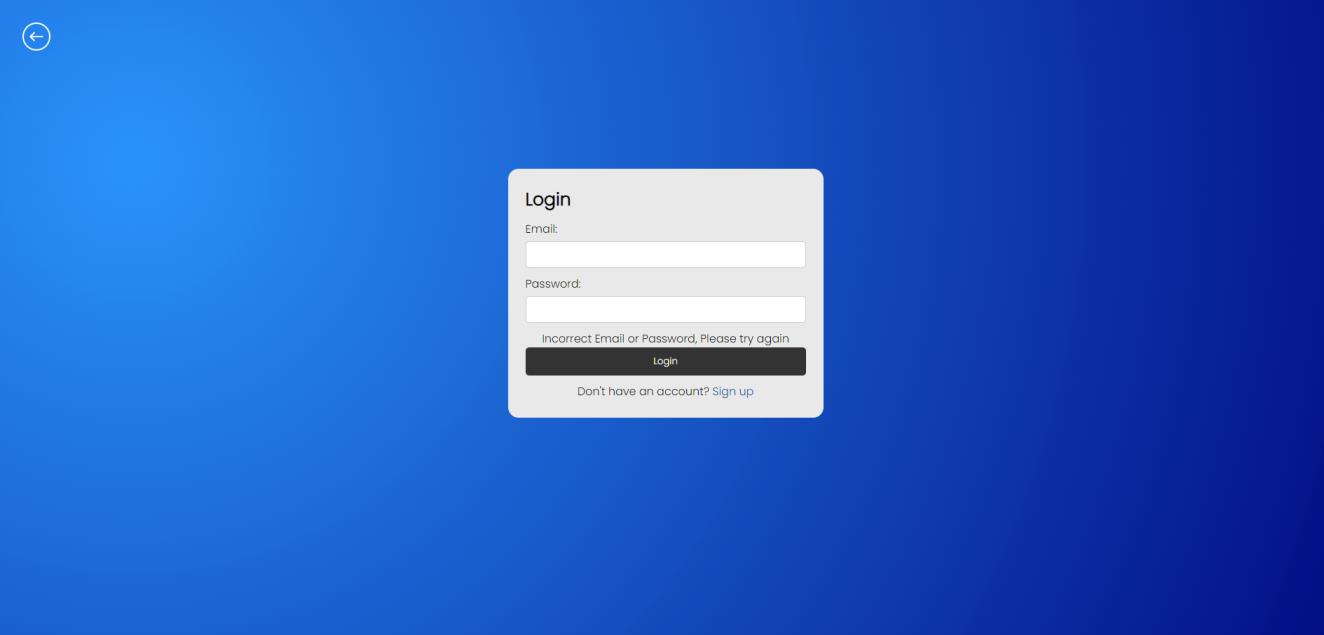 Login
Email:
Password:
Incorrect Email or Password, Please try again
Login
Don't have an account? Sign up